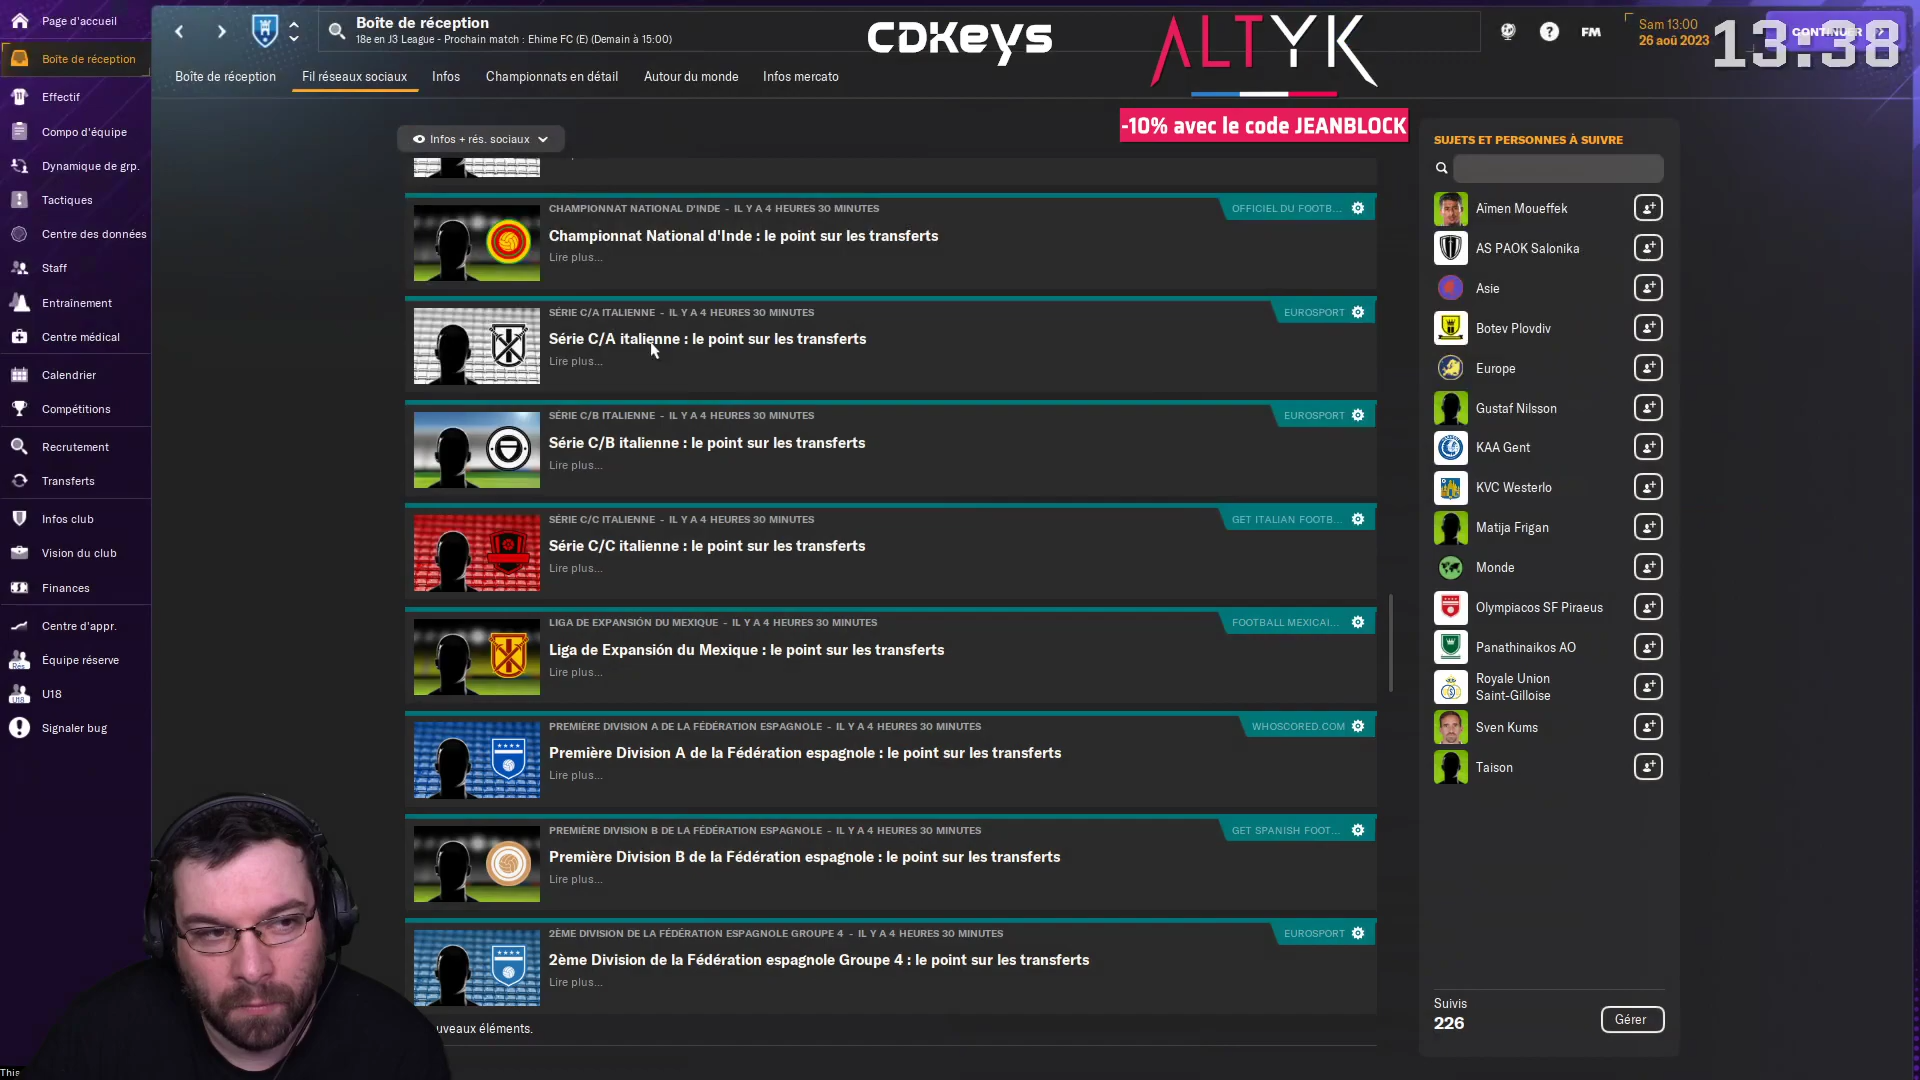 Page d'accueil
Boîte de réception
Effectif
Compo d'équipe
Dynamique de grp.
Tactiques
Centre des données
Staff
Entraînement
Centre médical
Calendrier
Compétitions
Recrutement
Transferts
Infos club
Vision du club
Finances
Centre d'appr.
Équipe réserve
U18
Signaler bug
Boîte de réception
18e en J3 League - Prochain match : Ehime FC (E) (Demain à 15:00)
CDKeys
ALTYK
-10% avec le code JEANBLOCK
FM
Sam 13:00
26 aoû 2023
CONTINUER
13:38
Boîte de réception
Fil réseaux sociaux
Infos
Championnats en détail
Autour du monde
Infos mercato
Infos + rés. sociaux
CHAMPIONNAT NATIONAL D'INDE - IL Y A 4 HEURES 30 MINUTES
OFFICIEL DU FOOTB...
Championnat National d'Inde : le point sur les transferts
Lire plus...
SÉRIE C/A ITALIENNE - IL Y A 4 HEURES 30 MINUTES
EUROSPORT
Série C/A italienne : le point sur les transferts
Lire plus...
SÉRIE C/B ITALIENNE - IL Y A 4 HEURES 30 MINUTES
EUROSPORT
Série C/B italienne : le point sur les transferts
Lire plus...
SÉRIE C/C ITALIENNE - IL Y A 4 HEURES 30 MINUTES
GET ITALIAN FOOTB...
Série C/C italienne : le point sur les transferts
Lire plus...
LIGA DE EXPANSIÓN DU MEXIQUE - IL Y A 4 HEURES 30 MINUTES
FOOTBALL MEXICAI...
Liga de Expansión du Mexique : le point sur les transferts
Lire plus...
PREMIÈRE DIVISION A DE LA FÉDÉRATION ESPAGNOLE - IL Y A 4 HEURES 30 MINUTES
WHOSCORED.COM
Première Division A de la Fédération espagnole : le point sur les transferts
Lire plus...
PREMIÈRE DIVISION B DE LA FÉDÉRATION ESPAGNOLE - IL Y A 4 HEURES 30 MINUTES
GET SPANISH FOOT...
Première Division B de la Fédération espagnole : le point sur les transferts
Lire plus...
2ÈME DIVISION DE LA FÉDÉRATION ESPAGNOLE GROUPE 4 - IL Y A 4 HEURES 30 MINUTES
EUROSPORT
2ème Division de la Fédération espagnole Groupe 4 : le point sur les transferts
Lire plus...
uveaux éléments.
SUJETS ET PERSONNES À SUIVRE
Aïmen Moueffek
AS PAOK Salonika
Asie
Botev Plovdiv
Europe
Gustaf Nilsson
KAA Gent
KVC Westerlo
Matija Frigan
Monde
Olympiacos SF Piraeus
Panathinaikos AO
Royale Union
Saint-Gilloise
Sven Kums
Taison
Suivis
226
Gérer
This